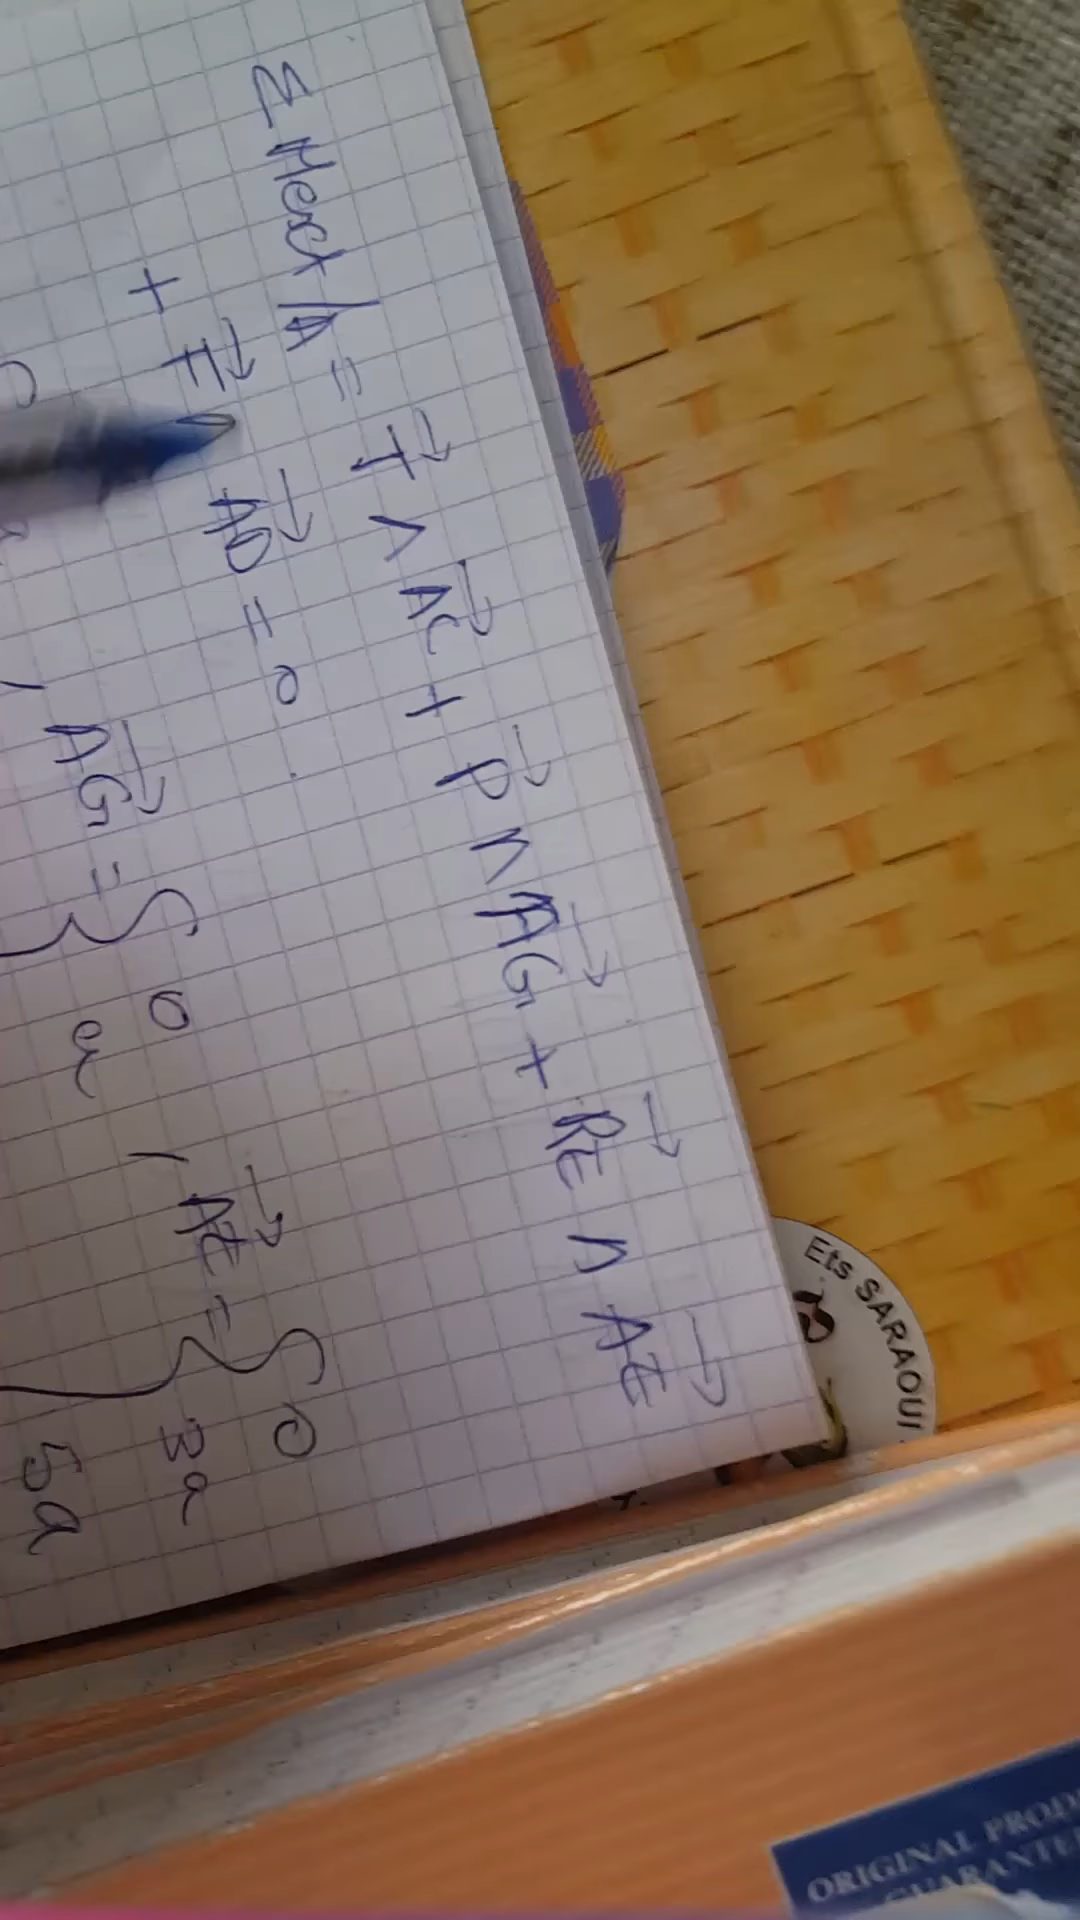 Σ Mext/A = T⃗ ∧ AC⃗ + P⃗ ∧ AG⃗ + RE⃗ ∧ AE⃗
+ F⃗ ∧ AD⃗ = 0
, AG⃗ = { 0 , AE⃗ = { 0
a 3a
5a
Ets SARAOUI
ORIGINAL PROD
GUARANTE